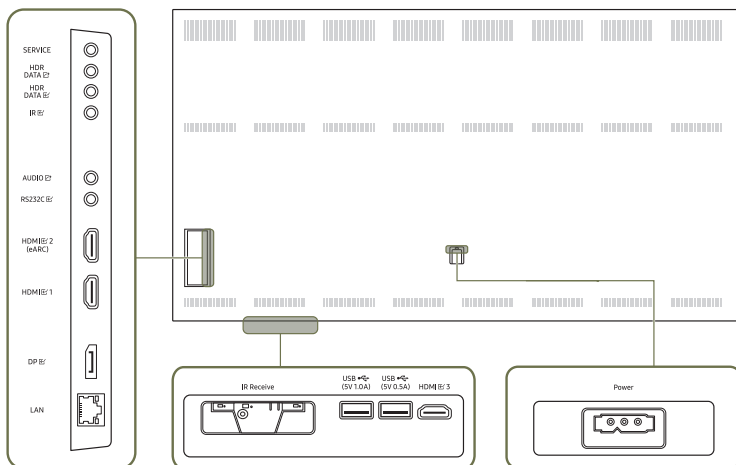 SERVICE
HDR
DATA
HDR
DATA
IR
AUDIO
RS232C
HDMI 2
(eARC)
HDMI 1
DP
LAN
IR Receive
USB
(5V 1.0A)
USB
(5V 0.5A)
HDMI 3
Power